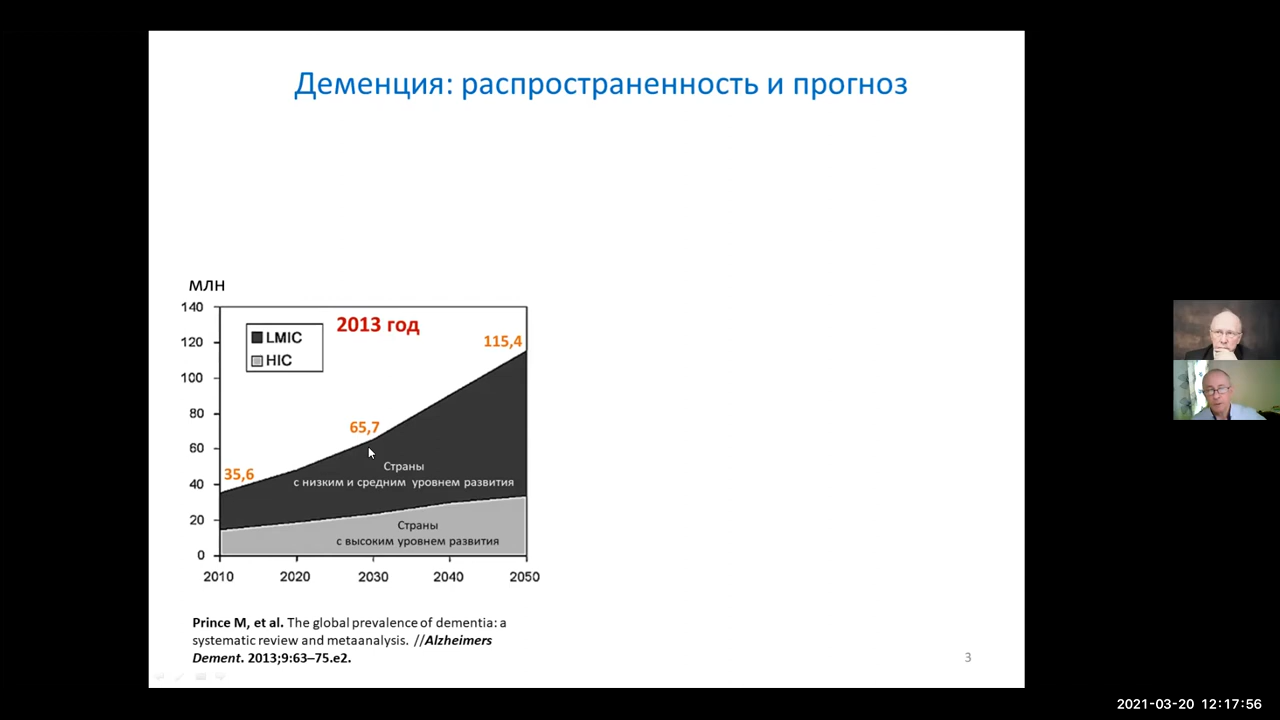 Деменция: распространенность и прогноз
МЛН
140
120
100
80
60
40
20
0
LMIC
HIC
2013 год
115,4
65,7
35,6
Страны
с низким и средним уровнем развития
Страны
с высоким уровнем развития
2010 2020 2030 2040 2050
Prince M, et al. The global prevalence of dementia: a
systematic review and metaanalysis. //Alzheimers
Dement. 2013;9:63–75.e2.
3
2021-03-20 12:17:56